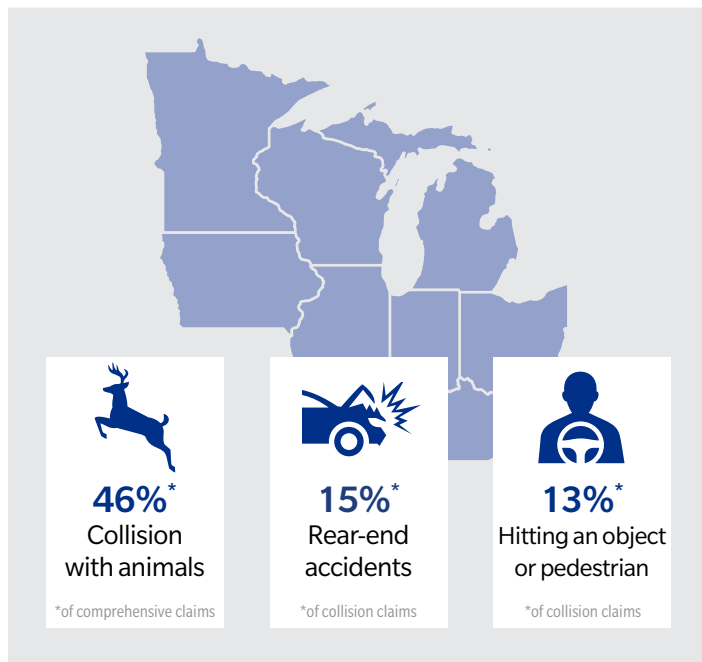 46%*
Collision
with animals
*of comprehensive claims
15%*
Rear-end
accidents
*of collision claims
13%*
Hitting an object
or pedestrian
*of collision claims